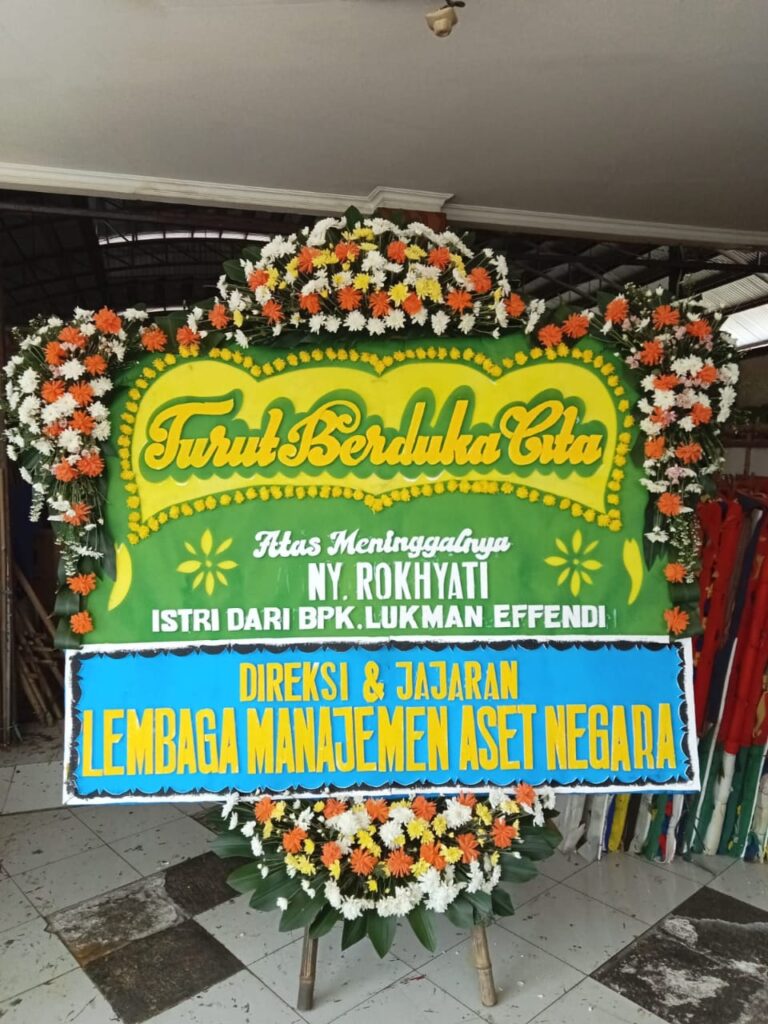 Turut Berduka Cita
Atas Meninggalnya
NY. ROKHYATI
ISTRI DARI BPK. LUKMAN EFFENDI
DIREKSI & JAJARAN
LEMBAGA MANAJEMEN ASET NEGARA